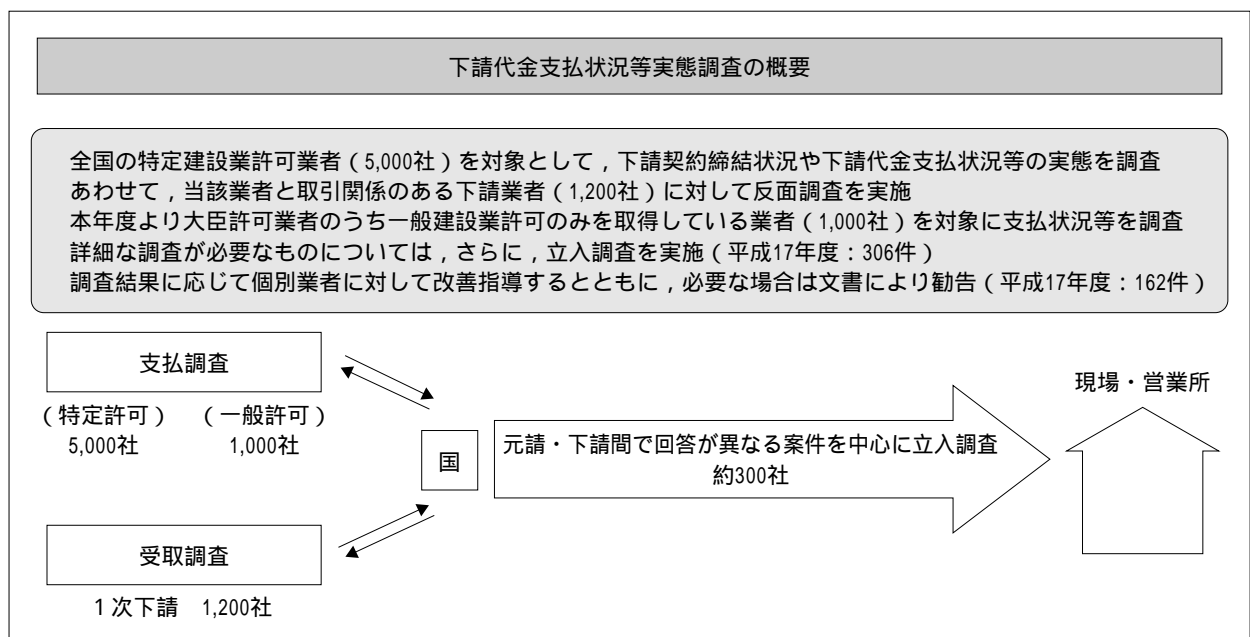 下請代金支払状況等実態調査の概要
全国の特定建設業許可業者（5,000社）を対象として，下請契約締結状況や下請代金支払状況等の実態を調査
あわせて，当該業者と取引関係のある下請業者（1,200社）に対して反面調査を実施
本年度より大臣許可業者のうち一般建設業許可のみを取得している業者（1,000社）を対象に支払状況等を調査
詳細な調査が必要なものについては，さらに，立入調査を実施（平成17年度：306件）
調査結果に応じて個別業者に対して改善指導するとともに，必要な場合は文書により勧告（平成17年度：162件）
支払調査
（特定許可）　（一般許可）
5,000社　1,000社
国
元請・下請間で回答が異なる案件を中心に立入調査
約300社
現場・営業所
受取調査
１次下請　1,200社